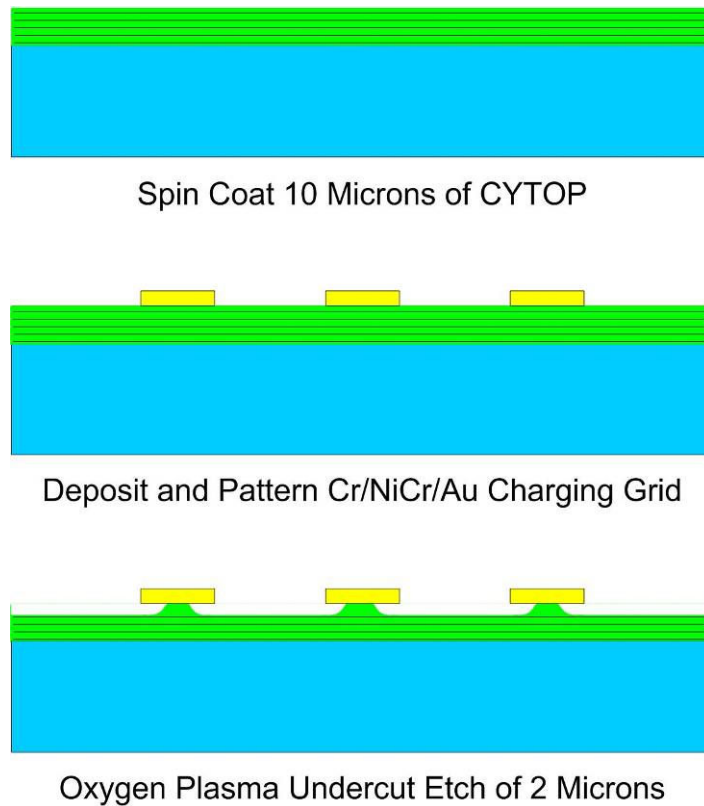 Spin Coat 10 Microns of CYTOP
Deposit and Pattern Cr/NiCr/Au Charging Grid
Oxygen Plasma Undercut Etch of 2 Microns